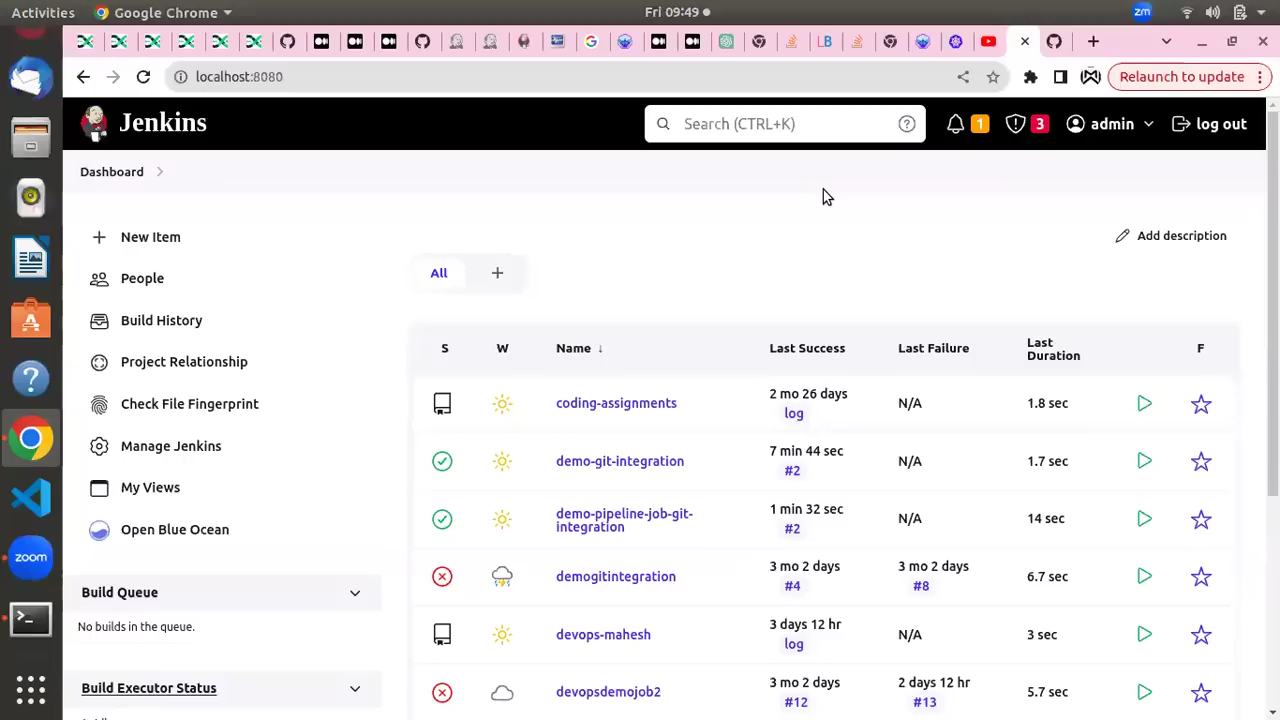 Activities Google Chrome Fri 09:49 zm
LB
localhost:8080 Relaunch to update
Jenkins Search (CTRL+K) 1 3 admin log out
Dashboard
New Item
People
Build History
Project Relationship
Check File Fingerprint
Manage Jenkins
My Views
Open Blue Ocean
Build Queue
No builds in the queue.
Build Executor Status
Add description
All +
S W Name ↓ Last Success Last Failure Last Duration F
coding-assignments 2 mo 26 days log N/A 1.8 sec
demo-git-integration 7 min 44 sec #2 N/A 1.7 sec
demo-pipeline-job-git-integration 1 min 32 sec #2 N/A 14 sec
demogitintegration 3 mo 2 days #4 3 mo 2 days #8 6.7 sec
devops-mahesh 3 days 12 hr log N/A 3 sec
devopsdemojob2 3 mo 2 days #12 2 days 12 hr #13 5.7 sec
zoom